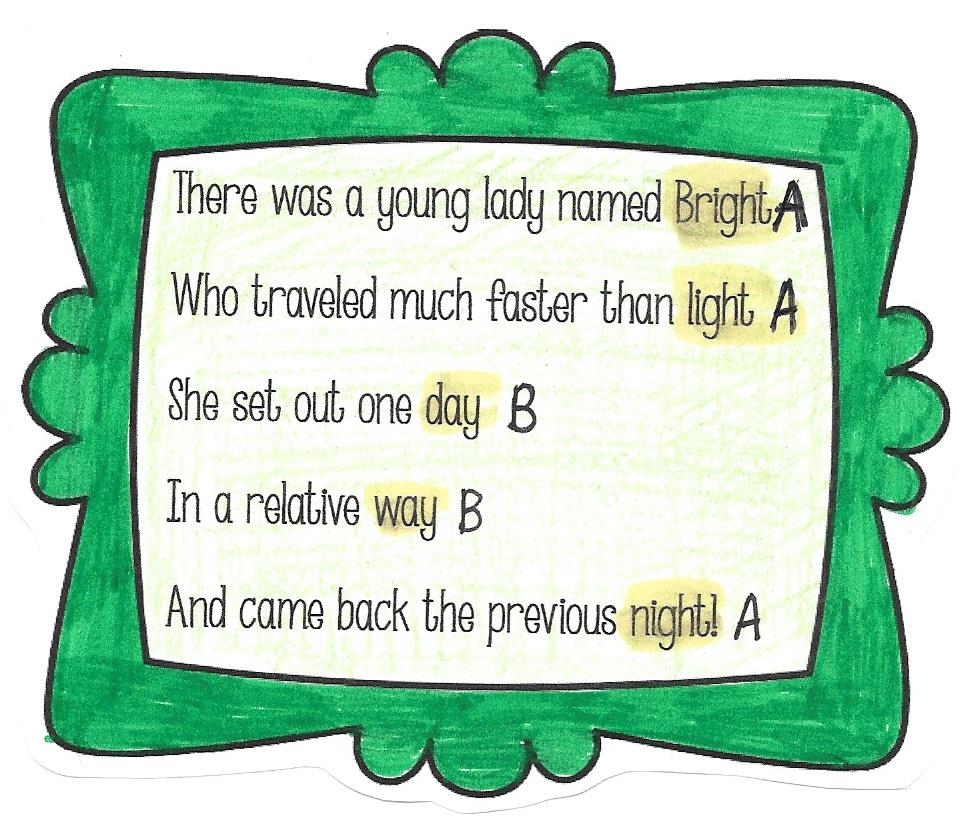 There was a young lady named Bright A
Who traveled much faster than light A
She set out one day B
In a relative way B
And came back the previous night! A